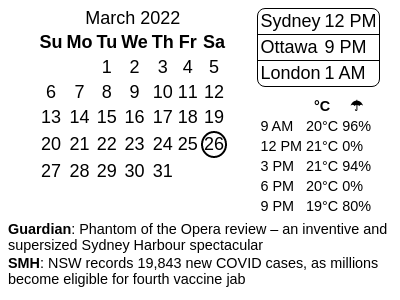 March 2022
Su Mo Tu We Th Fr Sa
1 2 3 4 5
6 7 8 9 10 11 12
13 14 15 16 17 18 19
20 21 22 23 24 25 26
27 28 29 30 31
Sydney 12 PM
Ottawa 9 PM
London 1 AM
°C ☂
9 AM 20°C 96%
12 PM 21°C 0%
3 PM 21°C 94%
6 PM 20°C 0%
9 PM 19°C 80%
Guardian: Phantom of the Opera review – an inventive and
supersized Sydney Harbour spectacular
SMH: NSW records 19,843 new COVID cases, as millions
become eligible for fourth vaccine jab